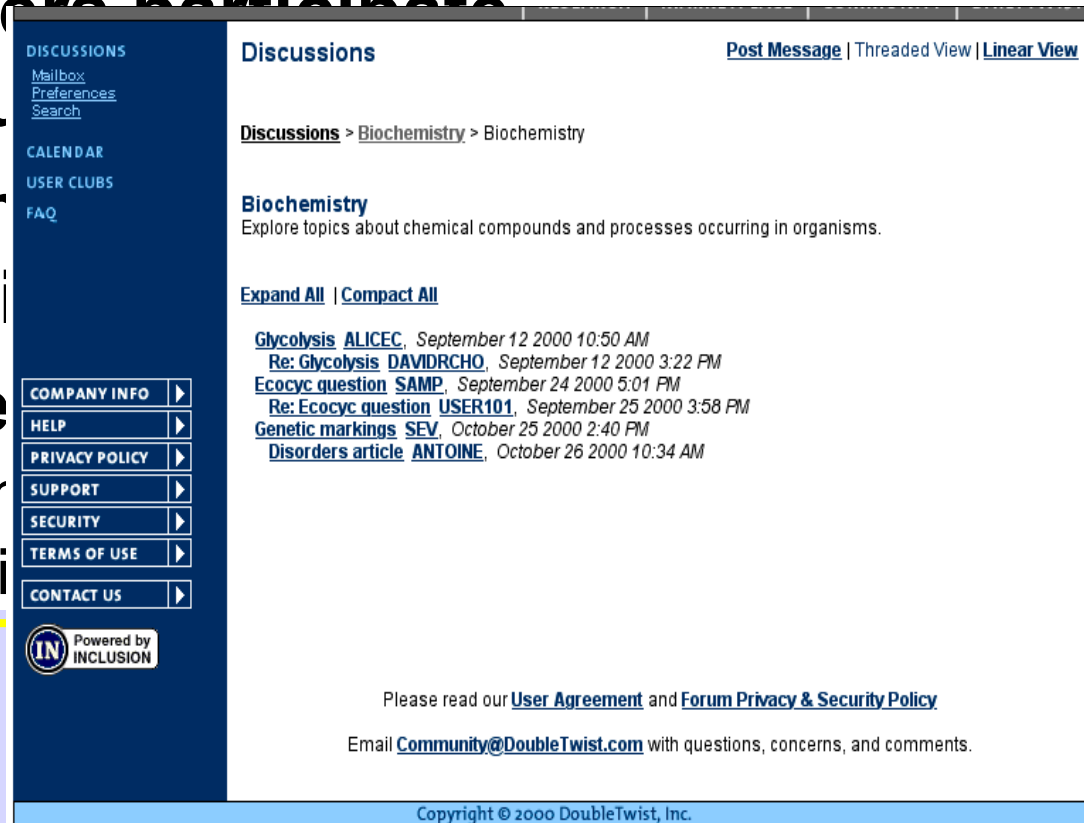 participate
DISCUSSIONS
Mailbox
Preferences
Search
CALENDAR
USER CLUBS
FAQ
COMPANY INFO
HELP
PRIVACY POLICY
SUPPORT
SECURITY
TERMS OF USE
CONTACT US
IN Powered by
INCLUSION
Discussions Post Message | Threaded View | Linear View
Discussions > Biochemistry > Biochemistry
Biochemistry
Explore topics about chemical compounds and processes occurring in organisms.
Expand All | Compact All
Glycolysis ALICEC, September 12 2000 10:50 AM
Re: Glycolysis DAVIDRCHO, September 12 2000 3:22 PM
Ecocyc question SAMP, September 24 2000 5:01 PM
Re: Ecocyc question USER101, September 25 2000 3:58 PM
Genetic markings SEV, October 25 2000 2:40 PM
Disorders article ANTOINE, October 26 2000 10:34 AM
Please read our User Agreement and Forum Privacy & Security Policy
Email Community@DoubleTwist.com with questions, concerns, and comments.
Copyright © 2000 DoubleTwist, Inc.